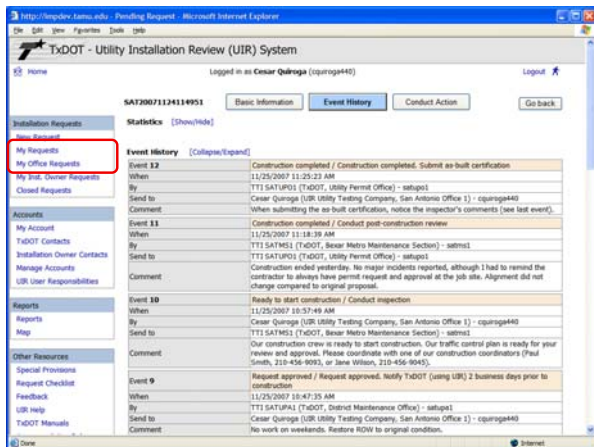 http://impdev.tamu.edu - Pending Request - Microsoft Internet Explorer
File Edit View Favorites Tools Help
TxDOT - Utility Installation Review (UIR) System
Home Logged in as Cesar Quiroga (cquiroga440) Logout
SAT20071124114951 Basic Information Event History Conduct Action Go back
Installation Requests
New Request
My Requests
My Office Requests
My Inst. Owner Requests
Closed Requests
Accounts
My Account
TxDOT Contacts
Installation Owner Contacts
Manage Accounts
UIR User Responsibilities
Reports
Reports
Map
Other Resources
Special Provisions
Request Checklist
Feedback
UIR Help
TxDOT Manuals
Statistics [Show/Hide]
Event History [Collapse/Expand]
Event 12 Construction completed / Construction completed. Submit as-built certification
When 11/25/2007 11:25:23 AM
By TTI SATUPO1 (TxDOT, Utility Permit Office) - satupo1
Send to Cesar Quiroga (UIR Utility Testing Company, San Antonio Office 1) - cquiroga440
Comment When submitting the as-built certification, notice the inspector's comments (see last event).
Event 11 Construction completed / Conduct post-construction review
When 11/25/2007 11:18:39 AM
By TTI SATMS1 (TxDOT, Bexar Metro Maintenance Section) - satms1
Send to TTI SATUPO1 (TxDOT, Utility Permit Office) - satupo1
Comment Construction ended yesterday. No major incidents reported, although I had to remind the
contractor to always have permit request and approval at the job site. Alignment did not
change compared to original proposal.
Event 10 Ready to start construction / Conduct inspection
When 11/25/2007 10:57:49 AM
By Cesar Quiroga (UIR Utility Testing Company, San Antonio Office 1) - cquiroga440
Send to TTI SATMS1 (TxDOT, Bexar Metro Maintenance Section) - satms1
Comment Our construction crew is ready to start construction. Our traffic control plan is ready for your
review and approval. Please coordinate with one of our construction coordinators (Paul
Smith, 210-456-9093, or Jane Wilson, 210-456-9045).
Event 9 Request approved / Request approved. Notify TxDOT (using UIR) 2 business days prior to
construction
When 11/25/2007 10:47:35 AM
By TTI SATUPA1 (TxDOT, District Maintenance Office) - satupa1
Send to Cesar Quiroga (UIR Utility Testing Company, San Antonio Office 1) - cquiroga440
Comment No work on weekends. Restore ROW to original condition.
Done Internet